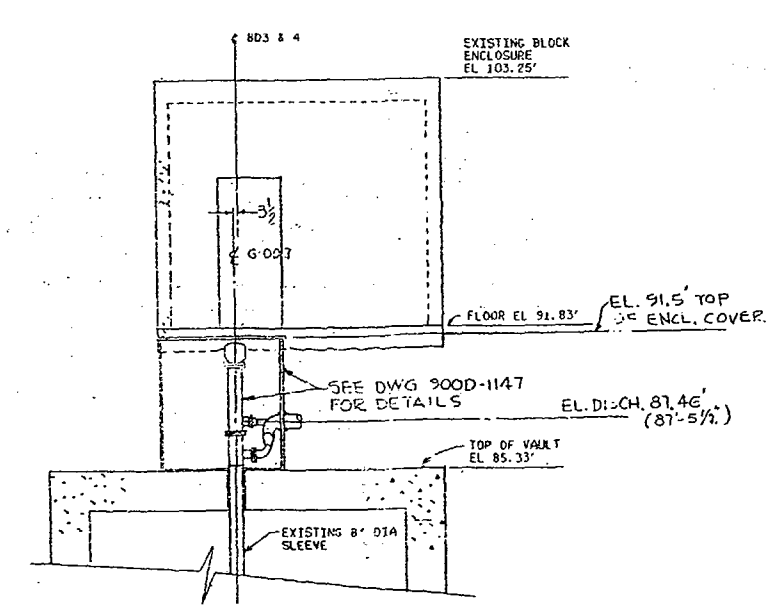 ℄ 8D3 & 4
EXISTING BLOCK
ENCLOSURE
EL 103.25'
3½
℄ G-003
FLOOR EL 91.83'
EL. 91.5' TOP
OF ENCL. COVER.
SEE DWG 900D-1147
FOR DETAILS
EL. DISCH. 87.46'
(87'-5½")
TOP OF VAULT
EL 85.33'
EXISTING 8" DIA
SLEEVE